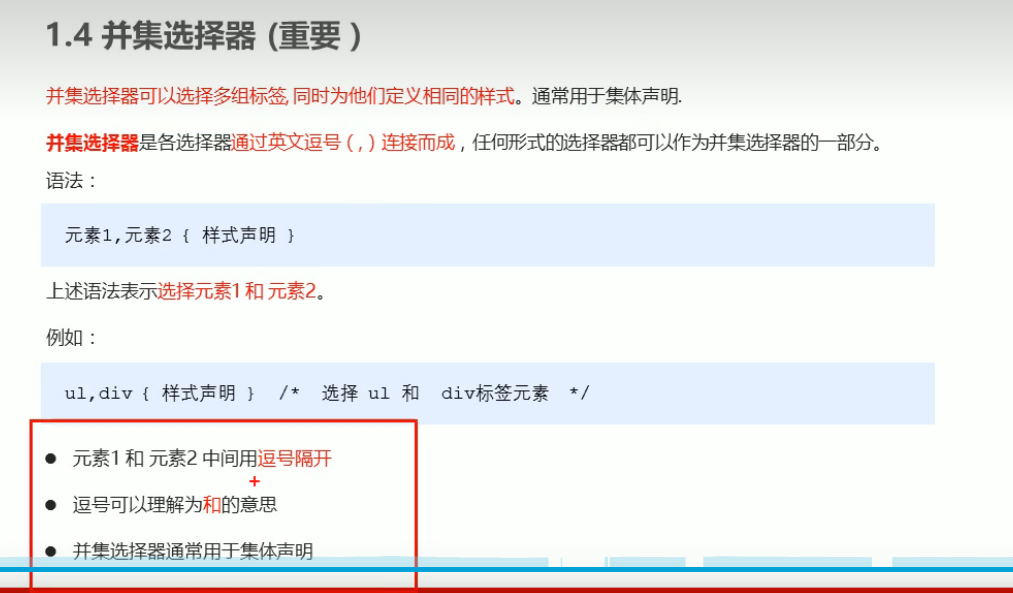 1.4 并集选择器 (重要 )
并集选择器可以选择多组标签, 同时为他们定义相同的样式。通常用于集体声明.
并集选择器是各选择器通过英文逗号 ( , ) 连接而成 , 任何形式的选择器都可以作为并集选择器的一部分。
语法 :
元素1,元素2 { 样式声明 }
上述语法表示选择元素1 和 元素2。
例如 :
ul,div { 样式声明 } /* 选择 ul 和 div标签元素 */
● 元素1 和 元素2 中间用逗号隔开
● 逗号可以理解为和的意思
● 并集选择器通常用于集体声明